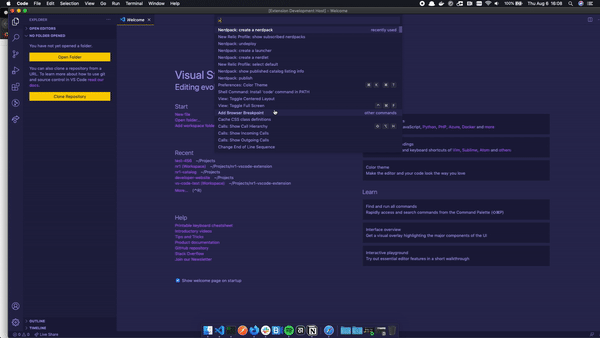 Code File Edit Selection View Go Run Terminal Window Help
100% Thu Aug 6 16:08
[Extension Development Host] - Welcome
EXPLORER
Welcome
OPEN EDITORS
NO FOLDER OPENED
You have not yet opened a folder.
Open Folder
You can also clone a repository from a
URL. To learn more about how to use git
and source control in VS Code read our
docs.
Clone Repository
Nerdpack: create a nerdpack recently used
New Relic Profile: show subscribed nerdpacks
Nerdpack: undeploy
Nerdpack: create a launcher
Nerdpack: create a nerdlet
New Relic Profile: select default
Nerdpack: show published catalog listing info
Nerdpack: publish
Preferences: Color Theme
Shell Command: Install 'code' command in PATH
View: Toggle Centered Layout
View: Toggle Full Screen
Add Browser Breakpoint other commands
Cache CSS class definitions
Calls: Show Call Hierarchy
Calls: Show Incoming Calls
Calls: Show Outgoing Calls
Change End of Line Sequence
Visual S
Editing evo
Start
New file
Open folder...
Add workspace
JavaScript, Python, PHP, Azure, Docker and more
and keyboard shortcuts of Vim, Sublime, Atom and others
Color theme
Make the editor and your code look the way you love
Recent
~/Projects
nr1 (Workspace) ~/Projects/nr1-vscode-extension
nr1-catalog ~/Projects
developer-website ~/Projects
(Workspace) ~/Projects/nr1-vscode-extension
More... (^R)
Learn
Find and run all commands
Rapidly access and search commands from the Command Palette (⇧⌘P)
Interface overview
Get a visual overlay highlighting the major components of the UI
Interactive playground
Try out essential editor features in a short walkthrough
Help
Printable keyboard cheatsheet
Introductory videos
Tips and Tricks
Product documentation
GitHub repository
Stack Overflow
Join our Newsletter
Show welcome page on startup
OUTLINE
TIMELINE
0 0 Live Share